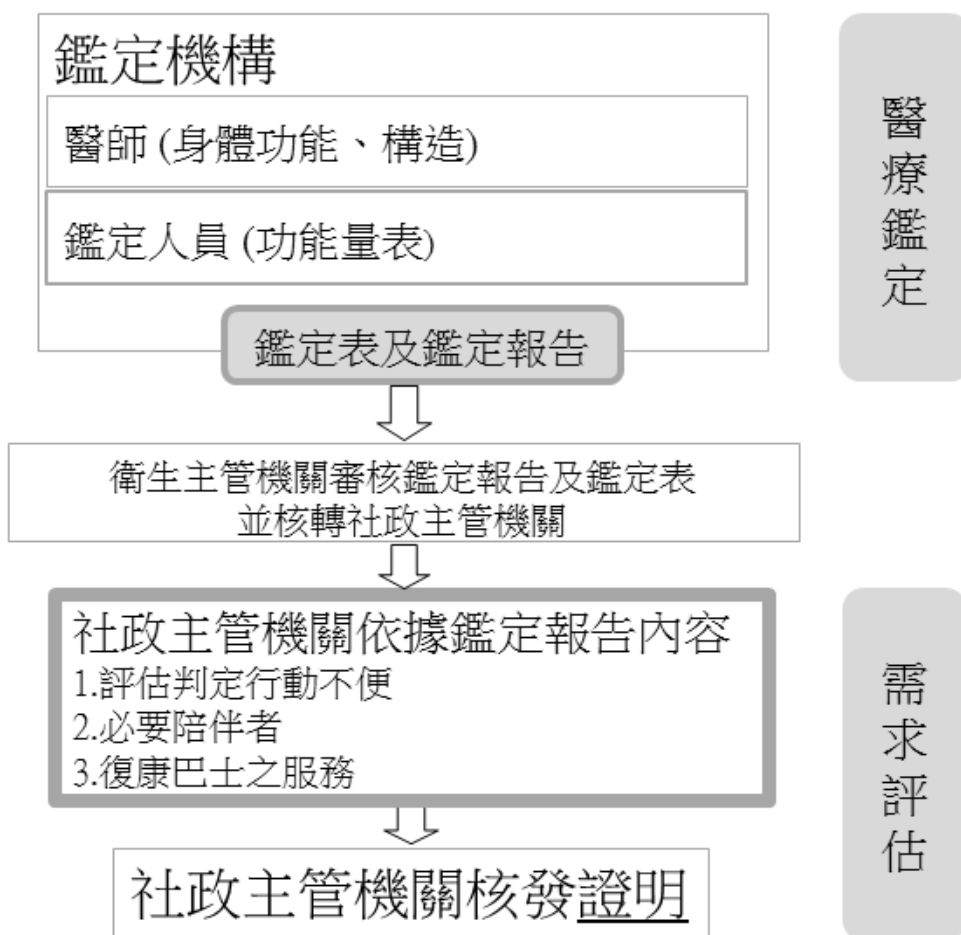 鑑定機構
醫師 (身體功能、構造)
鑑定人員 (功能量表)
鑑定表及鑑定報告
醫療鑑定
衛生主管機關審核鑑定報告及鑑定表
並核轉社政主管機關
社政主管機關依據鑑定報告內容
1.評估判定行動不便
2.必要陪伴者
3.復康巴士之服務
需求評估
社政主管機關核發證明